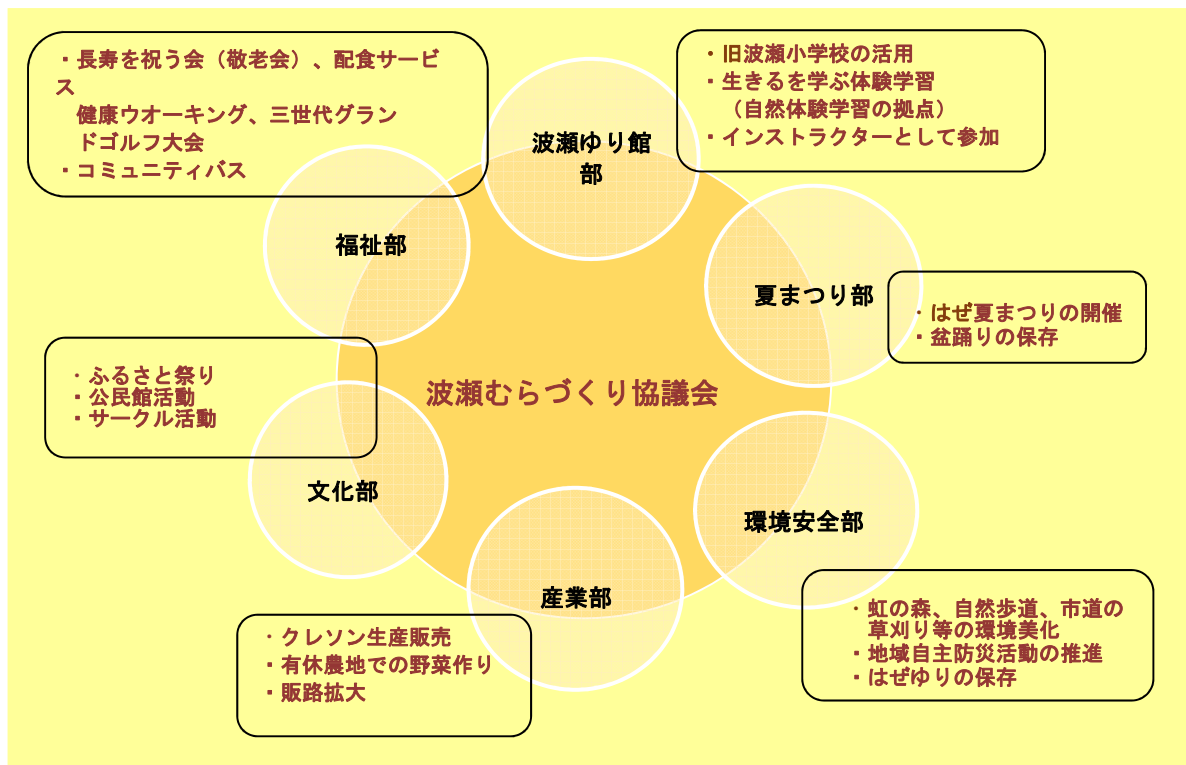 ・長寿を祝う会（敬老会）、配食サービ
ス
健康ウオーキング、三世代グラン
ドゴルフ大会
・コミュニティバス
福祉部
波瀬ゆり館
部
・旧波瀬小学校の活用
・生きるを学ぶ体験学習
（自然体験学習の拠点）
・インストラクターとして参加
夏まつり部
・はぜ夏まつりの開催
・盆踊りの保存
波瀬むらづくり協議会
・ふるさと祭り
・公民館活動
・サークル活動
文化部
環境安全部
・虹の森、自然歩道、市道の
草刈り等の環境美化
・地域自主防災活動の推進
・はぜゆりの保存
産業部
・クレソン生産販売
・有休農地での野菜作り
・販路拡大